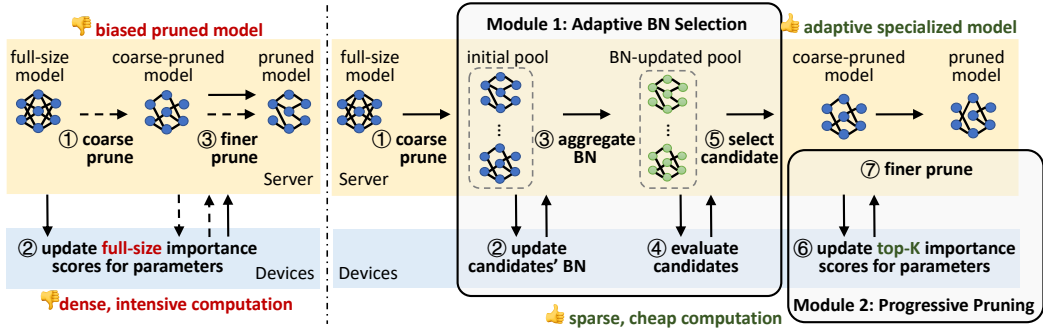 biased pruned model
full-size
model
coarse-pruned
model
pruned
model
① coarse
prune
③ finer
prune
Server
② update full-size importance
scores for parameters
Devices
dense, intensive computation
Module 1: Adaptive BN Selection
adaptive specialized model
full-size
model
initial pool
BN-updated pool
coarse-pruned
model
pruned
model
① coarse
prune
...
③ aggregate
BN
...
⑤ select
candidate
Server
⑦ finer prune
② update
candidates' BN
④ evaluate
candidates
⑥ update top-K importance
scores for parameters
Devices
Module 2: Progressive Pruning
sparse, cheap computation